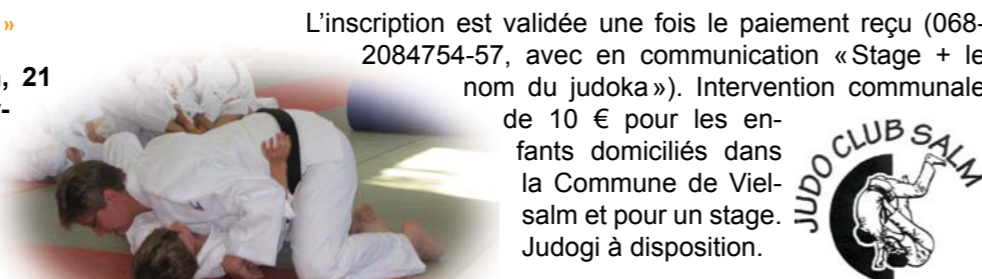 »
, 21
-
L'inscription est validée une fois le paiement reçu (068-
2084754-57, avec en communication « Stage + le
nom du judoka »). Intervention communale
de 10 € pour les en-
fants domiciliés dans
la Commune de Viel-
salm et pour un stage.
Judogi à disposition.
JUDO CLUB SALM